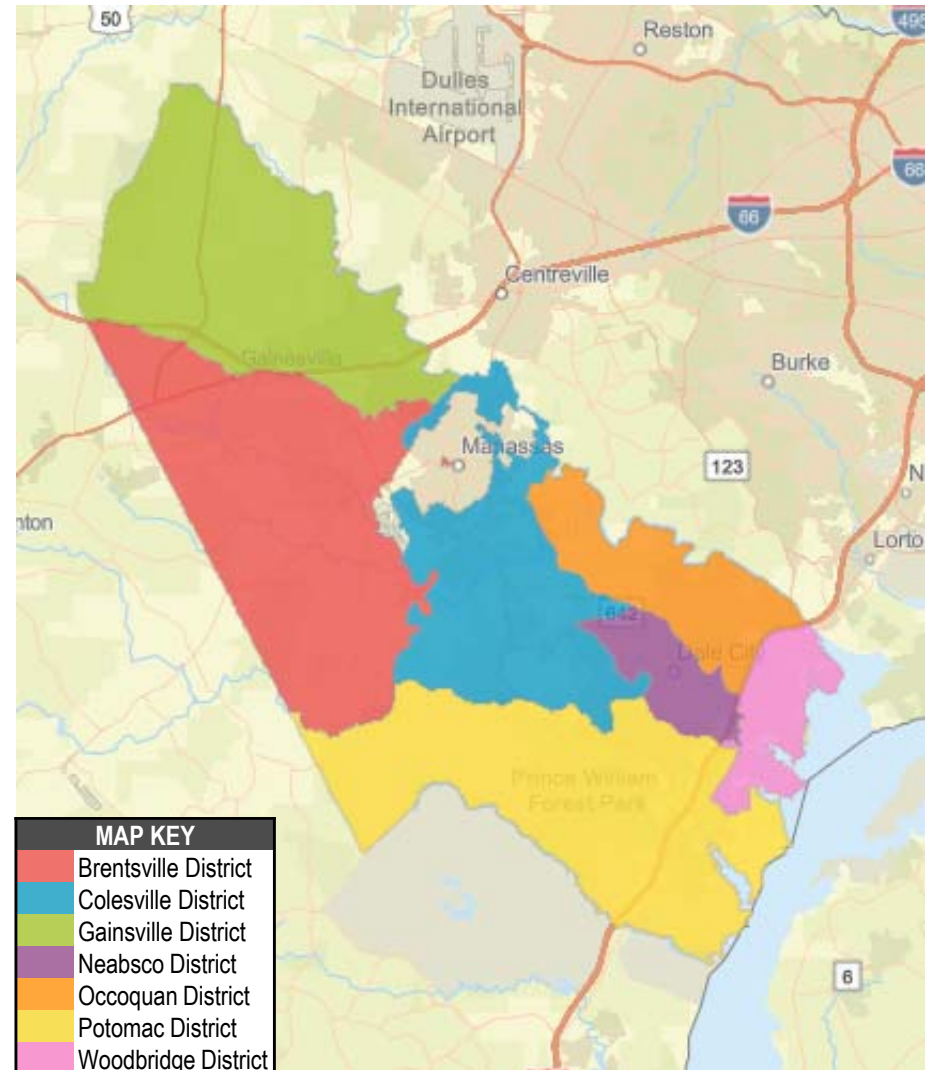 50
Reston
495
Dulles
International
Airport
66
66
Centreville
Gainesville
Burke
Manassas
123
Lorto
642
Dale City
Prince William
Forest Park
6
MAP KEY
Brentsville District
Colesville District
Gainsville District
Neabsco District
Occoquan District
Potomac District
Woodbridge District